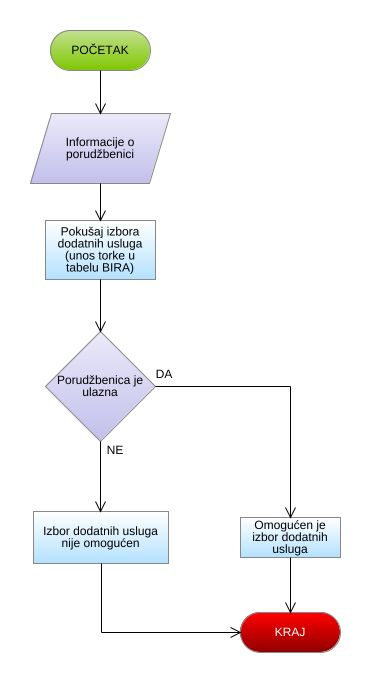 POČETAK
Informacije o
porudžbenici
Pokušaj izbora
dodatnih usluga
(unos torke u
tabelu BIRA)
Porudžbenica je
ulazna
DA
NE
Izbor dodatnih usluga
nije omogućen
Omogućen je
izbor dodatnih
usluga
KRAJ